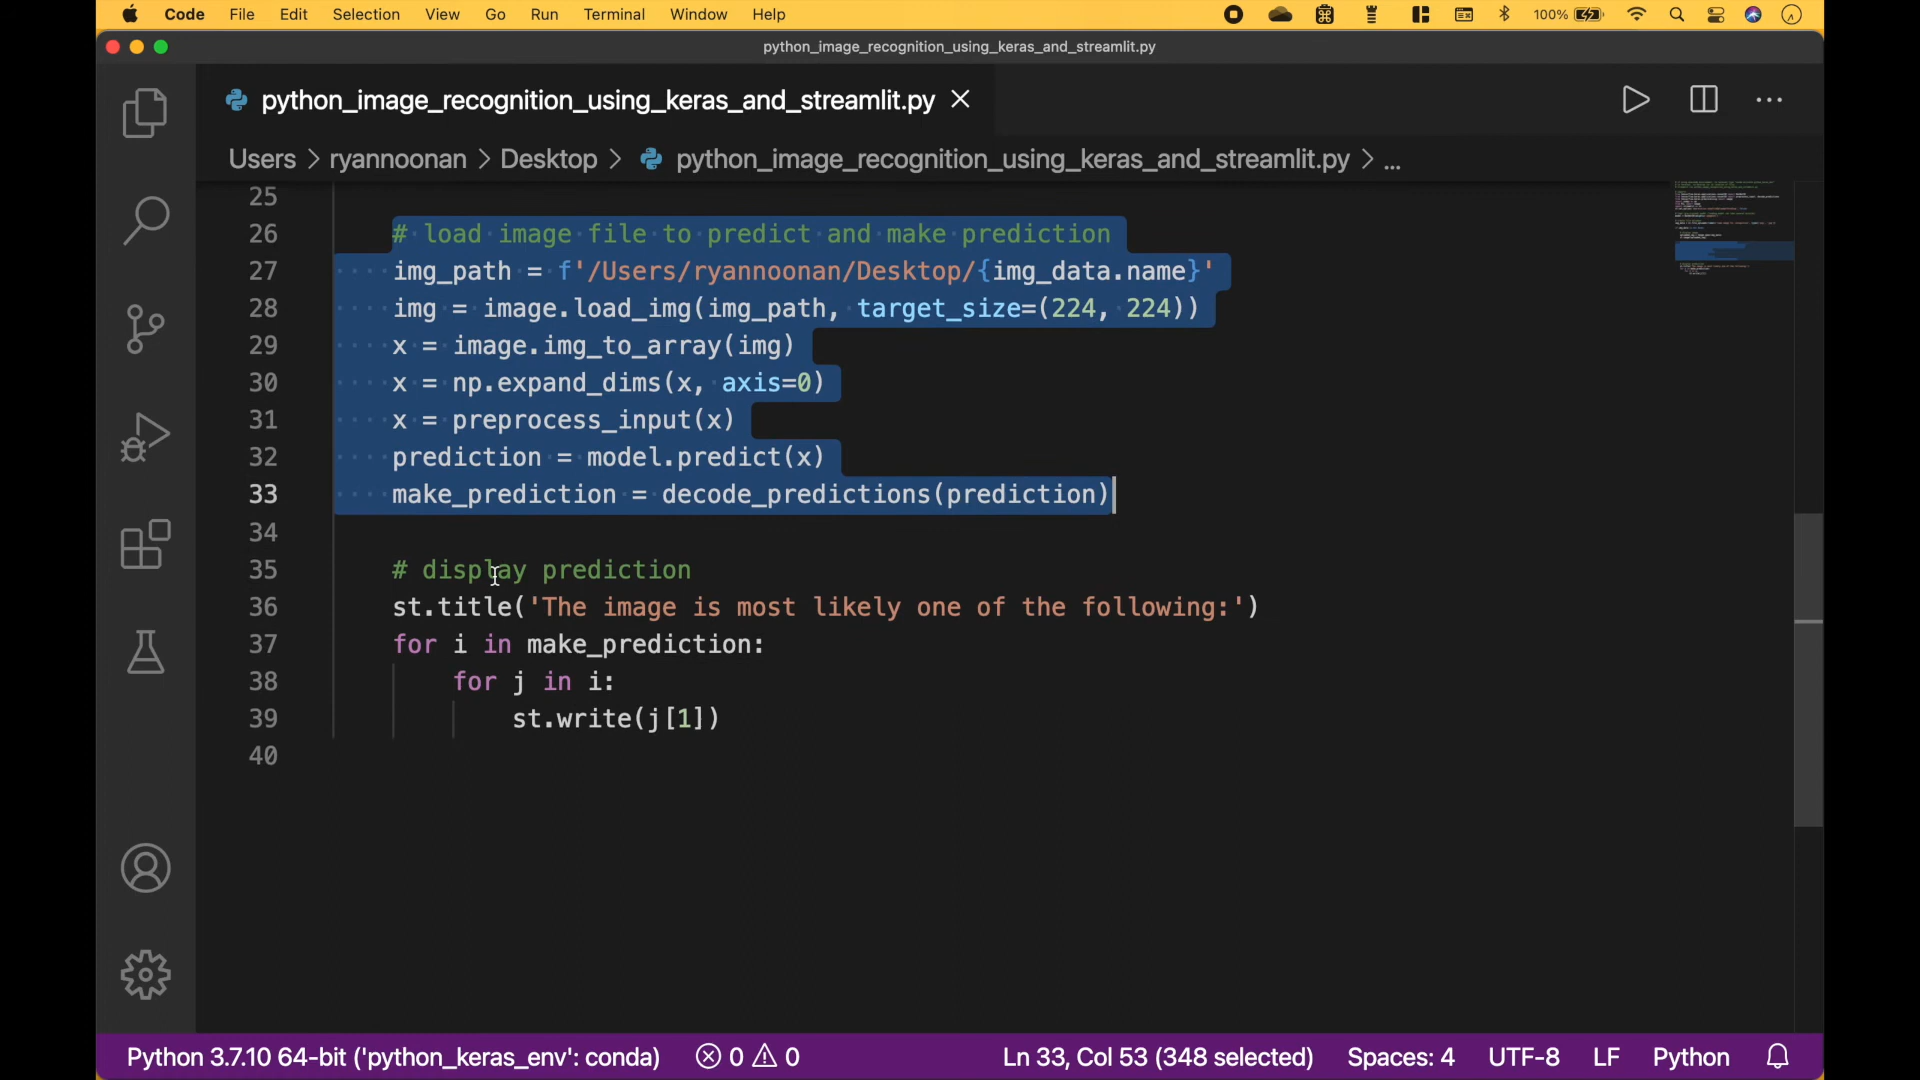 Code File Edit Selection View Go Run Terminal Window Help 100%
python_image_recognition_using_keras_and_streamlit.py
python_image_recognition_using_keras_and_streamlit.py
Users > ryannoonan > Desktop > python_image_recognition_using_keras_and_streamlit.py > ...
25
26 # load image file to predict and make prediction
27 img_path = f'/Users/ryannoonan/Desktop/{img_data.name}'
28 img = image.load_img(img_path, target_size=(224, 224))
29 x = image.img_to_array(img)
30 x = np.expand_dims(x, axis=0)
31 x = preprocess_input(x)
32 prediction = model.predict(x)
33 make_prediction = decode_predictions(prediction)
34
35 # display prediction
36 st.title('The image is most likely one of the following:')
37 for i in make_prediction:
38 for j in i:
39 st.write(j[1])
40
Python 3.7.10 64-bit ('python_keras_env': conda) 0 0 Ln 33, Col 53 (348 selected) Spaces: 4 UTF-8 LF Python